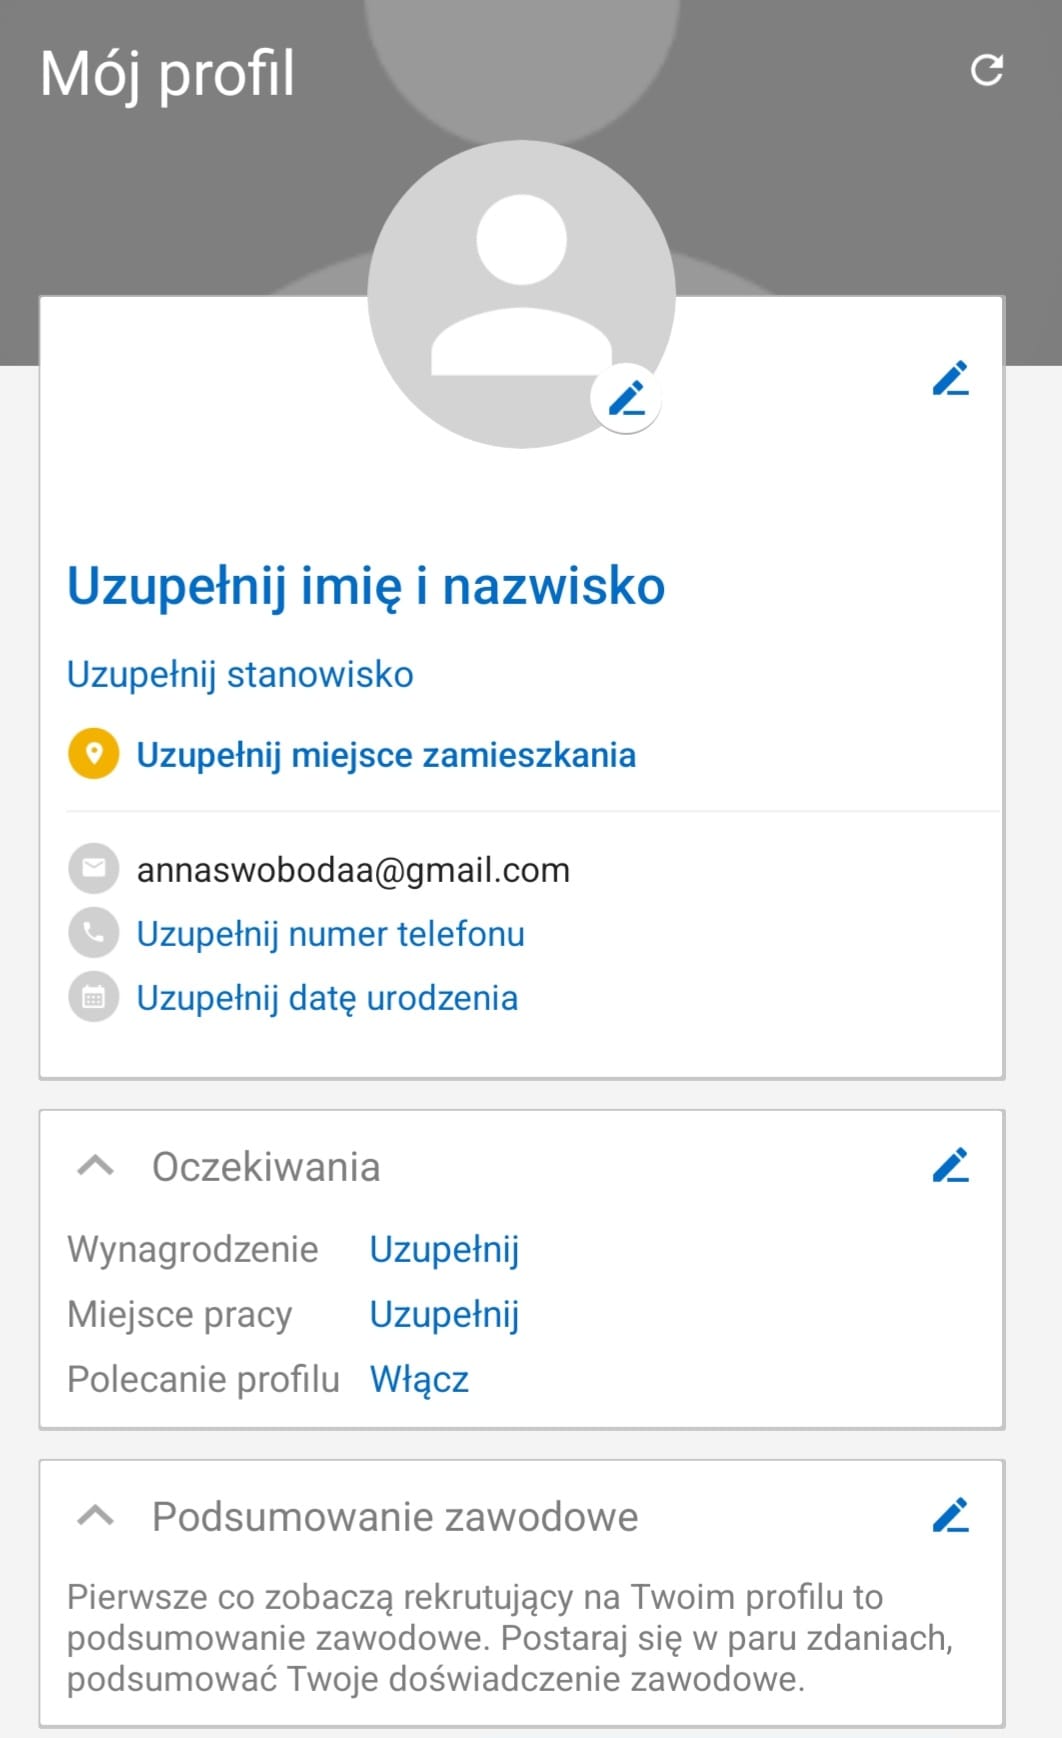 Mój profil
Uzupełnij imię i nazwisko
Uzupełnij stanowisko
Uzupełnij miejsce zamieszkania
annaswobodaa@gmail.com
Uzupełnij numer telefonu
Uzupełnij datę urodzenia
Oczekiwania
Wynagrodzenie Uzupełnij
Miejsce pracy Uzupełnij
Polecanie profilu Włącz
Podsumowanie zawodowe
Pierwsze co zobaczą rekrutujący na Twoim profilu to
podsumowanie zawodowe. Postaraj się w paru zdaniach,
podsumować Twoje doświadczenie zawodowe.